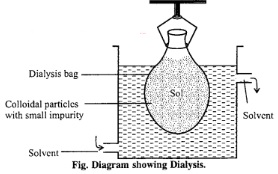 Dialysis bag
Sol
Colloidal particles
with small impurity
Solvent
Solvent
Fig. Diagram showing Dialysis.